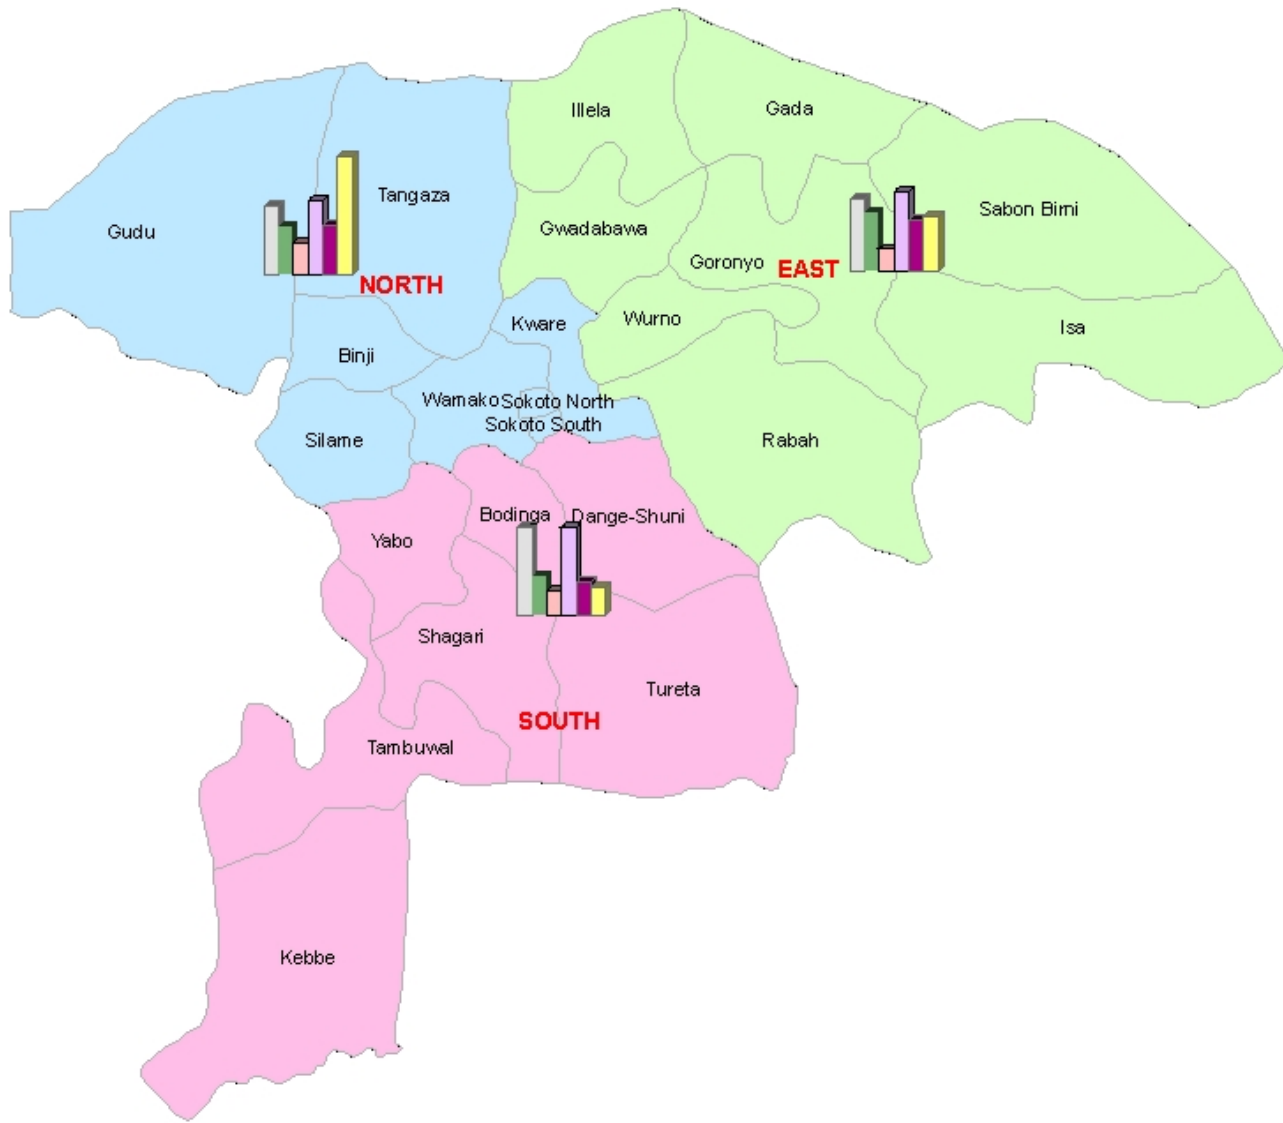 Illela
Gada
Tangaza
Sabon Birni
Gudu
Gwadabawa
Goronyo
EAST
NORTH
Kware
Wurno
Isa
Binji
Wamako
Sokoto North
Sokoto South
Silame
Rabah
Bodinga
Dange-Shuni
Yabo
Shagari
Tureta
SOUTH
Tambuwal
Kebbe